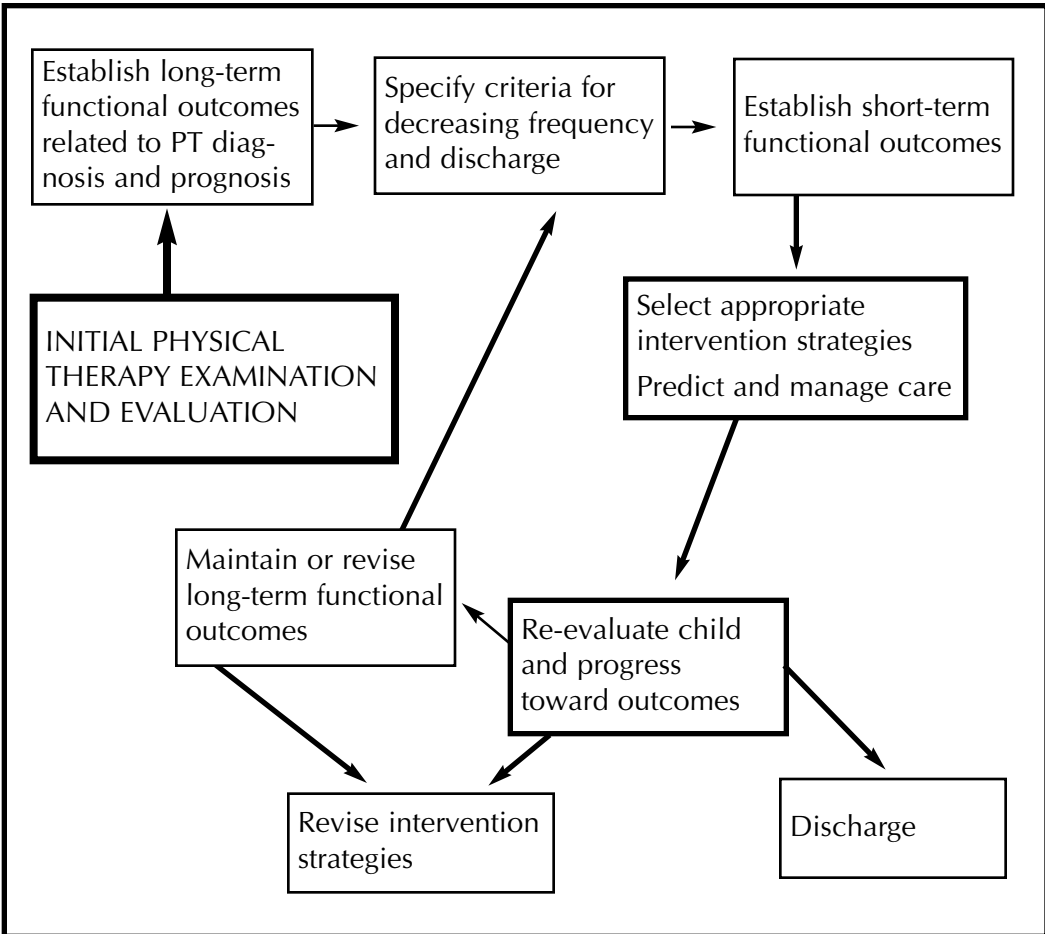 Establish long-term
functional outcomes
related to PT diag-
nosis and prognosis
Specify criteria for
decreasing frequency
and discharge
Establish short-term
functional outcomes
INITIAL PHYSICAL
THERAPY EXAMINATION
AND EVALUATION
Select appropriate
intervention strategies
Predict and manage care
Maintain or revise
long-term functional
outcomes
Re-evaluate child
and progress
toward outcomes
Revise intervention
strategies
Discharge